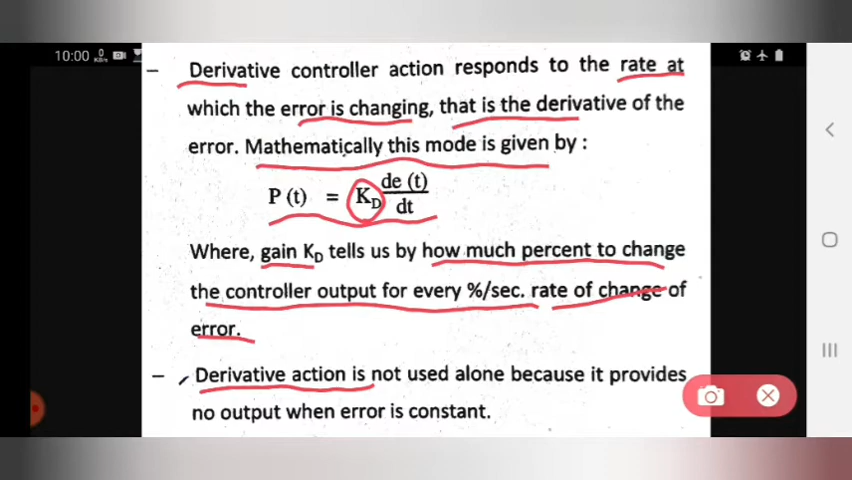 10:00 0 KB/s
– Derivative controller action responds to the rate at
which the error is changing, that is the derivative of the
error. Mathematically this mode is given by :
P (t) = K_D de (t)/dt
Where, gain K_D tells us by how much percent to change
the controller output for every %/sec. rate of change of
error.
– Derivative action is not used alone because it provides
no output when error is constant.